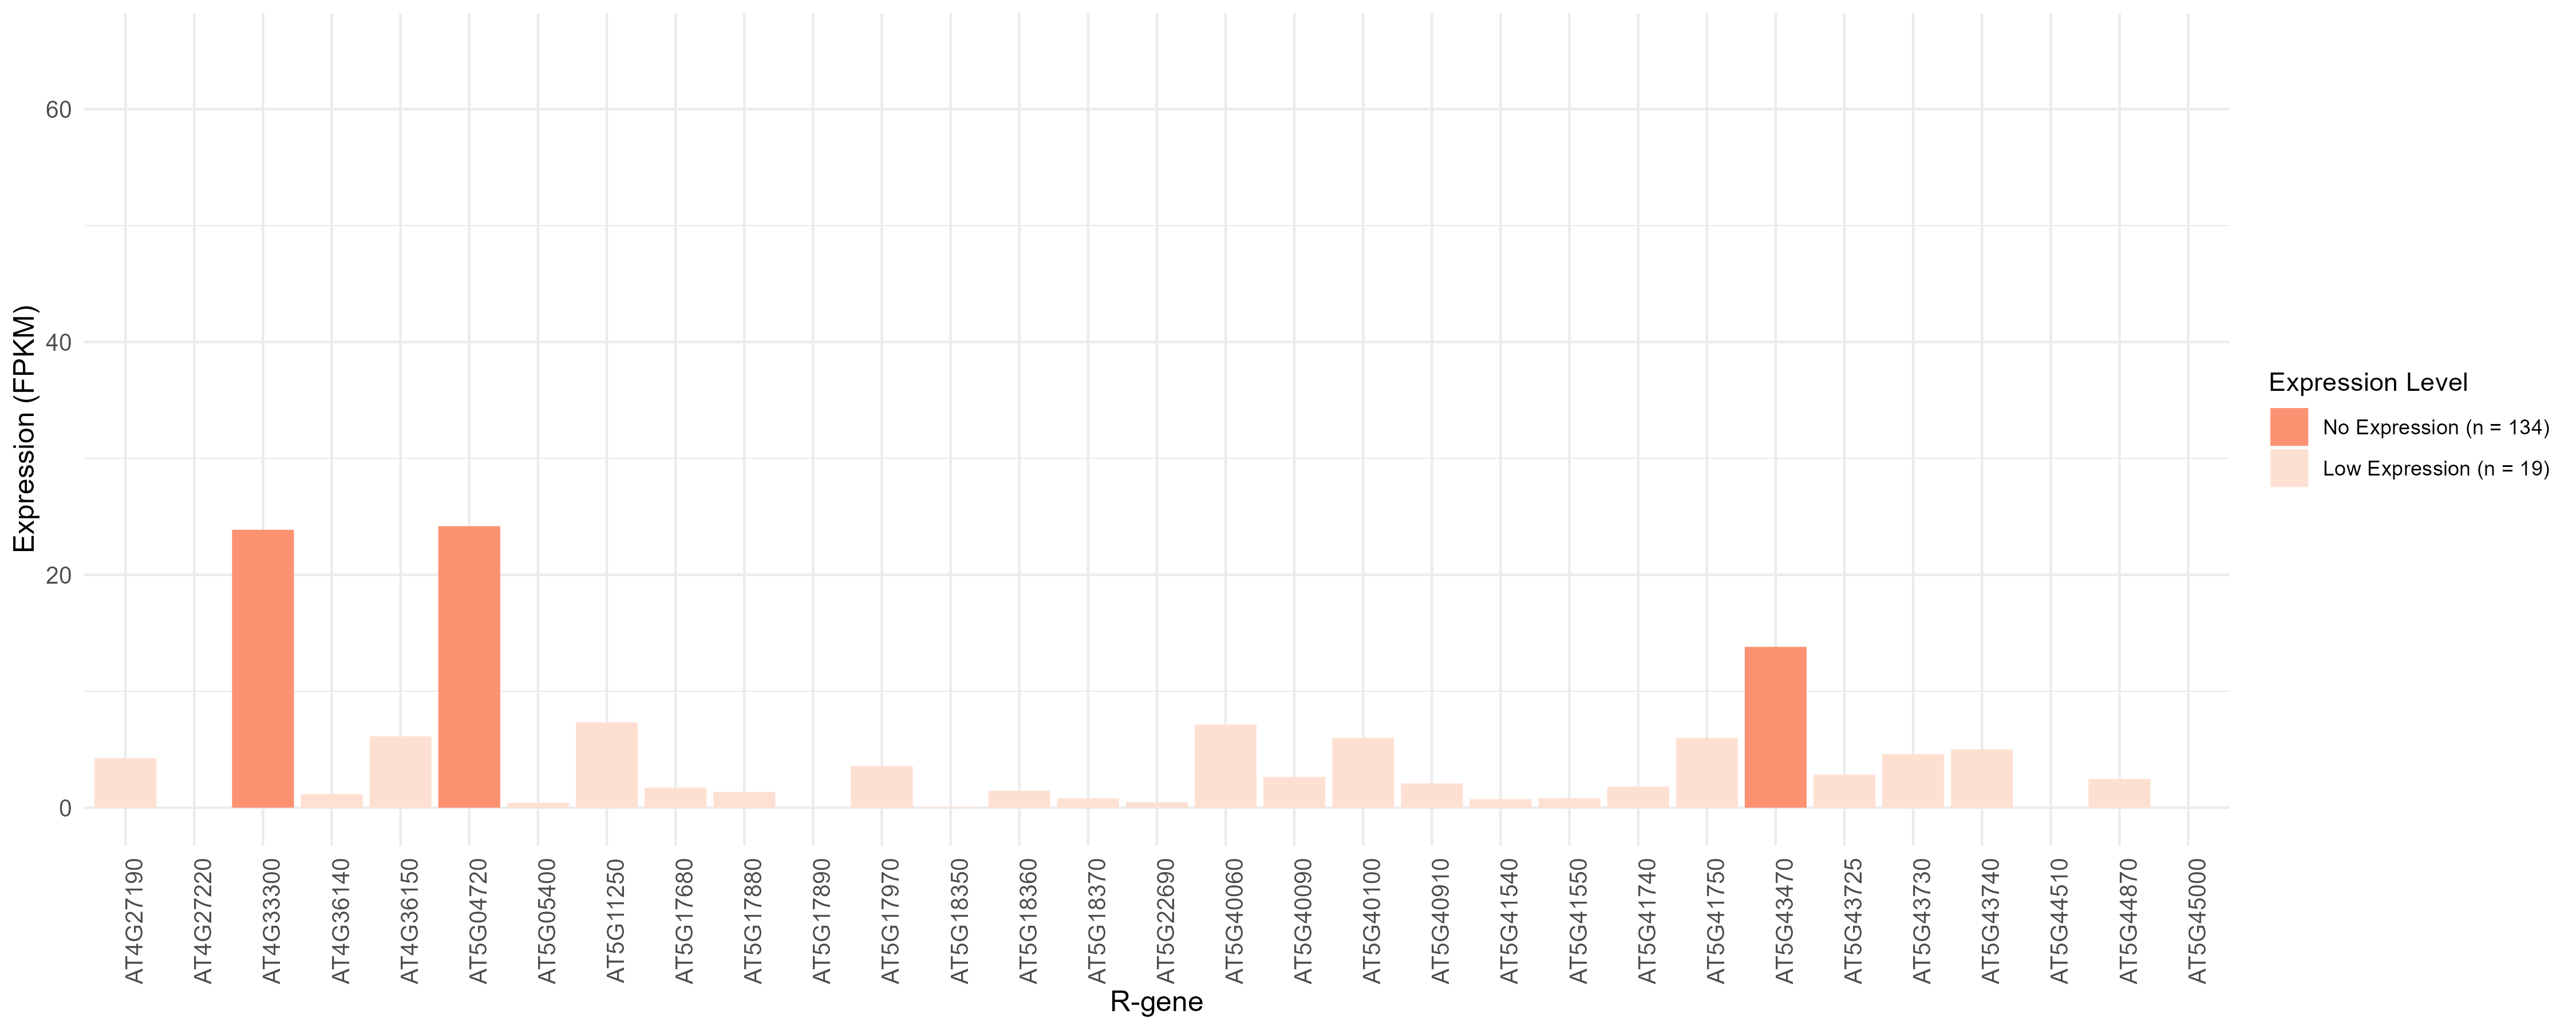 60
40
20
0
Expression (FPKM)
AT4G27190
AT4G27220
AT4G33300
AT4G36140
AT4G36150
AT5G04720
AT5G05400
AT5G11250
AT5G17680
AT5G17880
AT5G17890
AT5G17970
AT5G18350
AT5G18360
AT5G18370
AT5G22690
AT5G40060
AT5G40090
AT5G40100
AT5G40910
AT5G41540
AT5G41550
AT5G41740
AT5G41750
AT5G43470
AT5G43725
AT5G43730
AT5G43740
AT5G44510
AT5G44870
AT5G45000
R-gene
Expression Level
No Expression (n = 134)
Low Expression (n = 19)